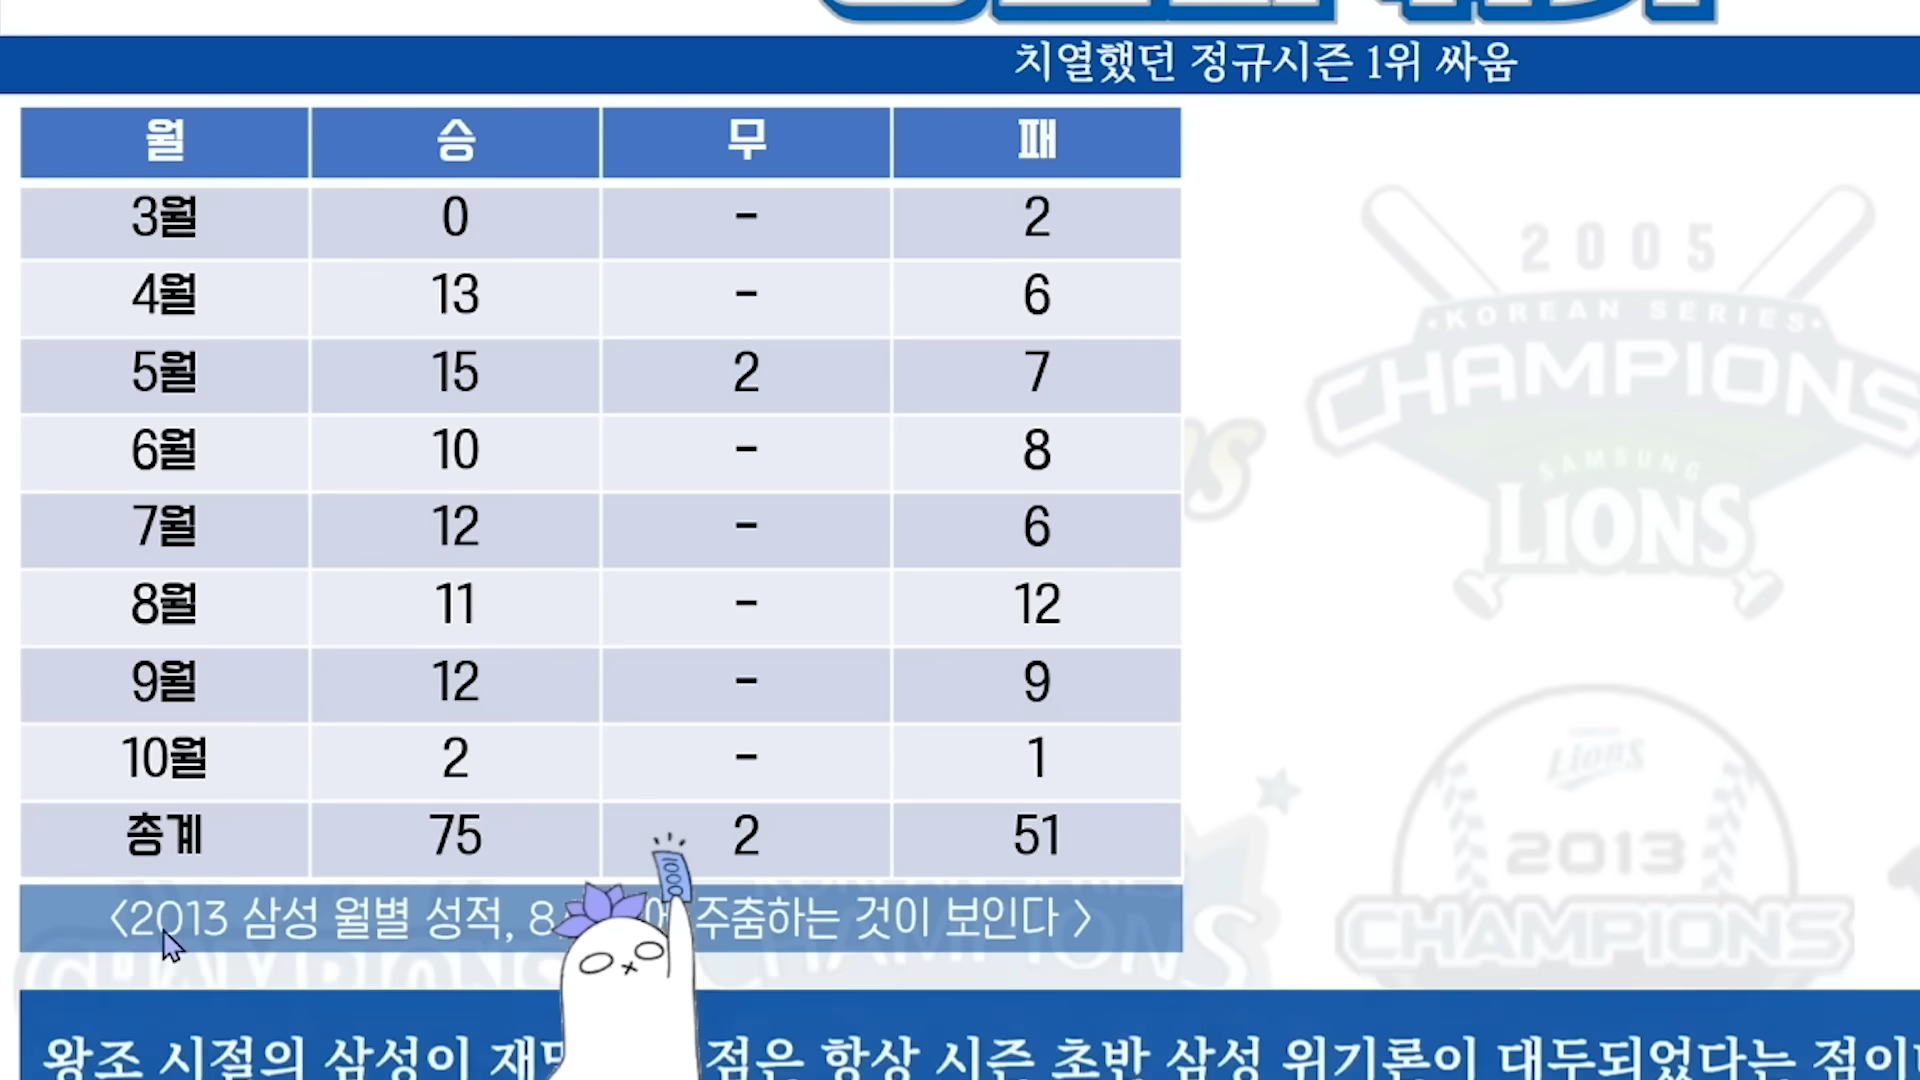 치열했던 정규시즌 1위 싸움
월 승 무 패
3월 0 - 2
4월 13 - 6
5월 15 2 7
6월 10 - 8
7월 12 - 6
8월 11 - 12
9월 12 - 9
10월 2 - 1
총계 75 2 51
<2013 삼성 월별 성적, 8 주춤하는 것이 보인다 >
왕조 시절의 삼성이 점은 항상 시즌 초반 삼성 위기론이 대두되었다는
2005
KOREAN SERIES
CHAMPIONS
SAMSUNG
LIONS
Lions
2013
CHAMPIONS
CHAMPIONS
1000